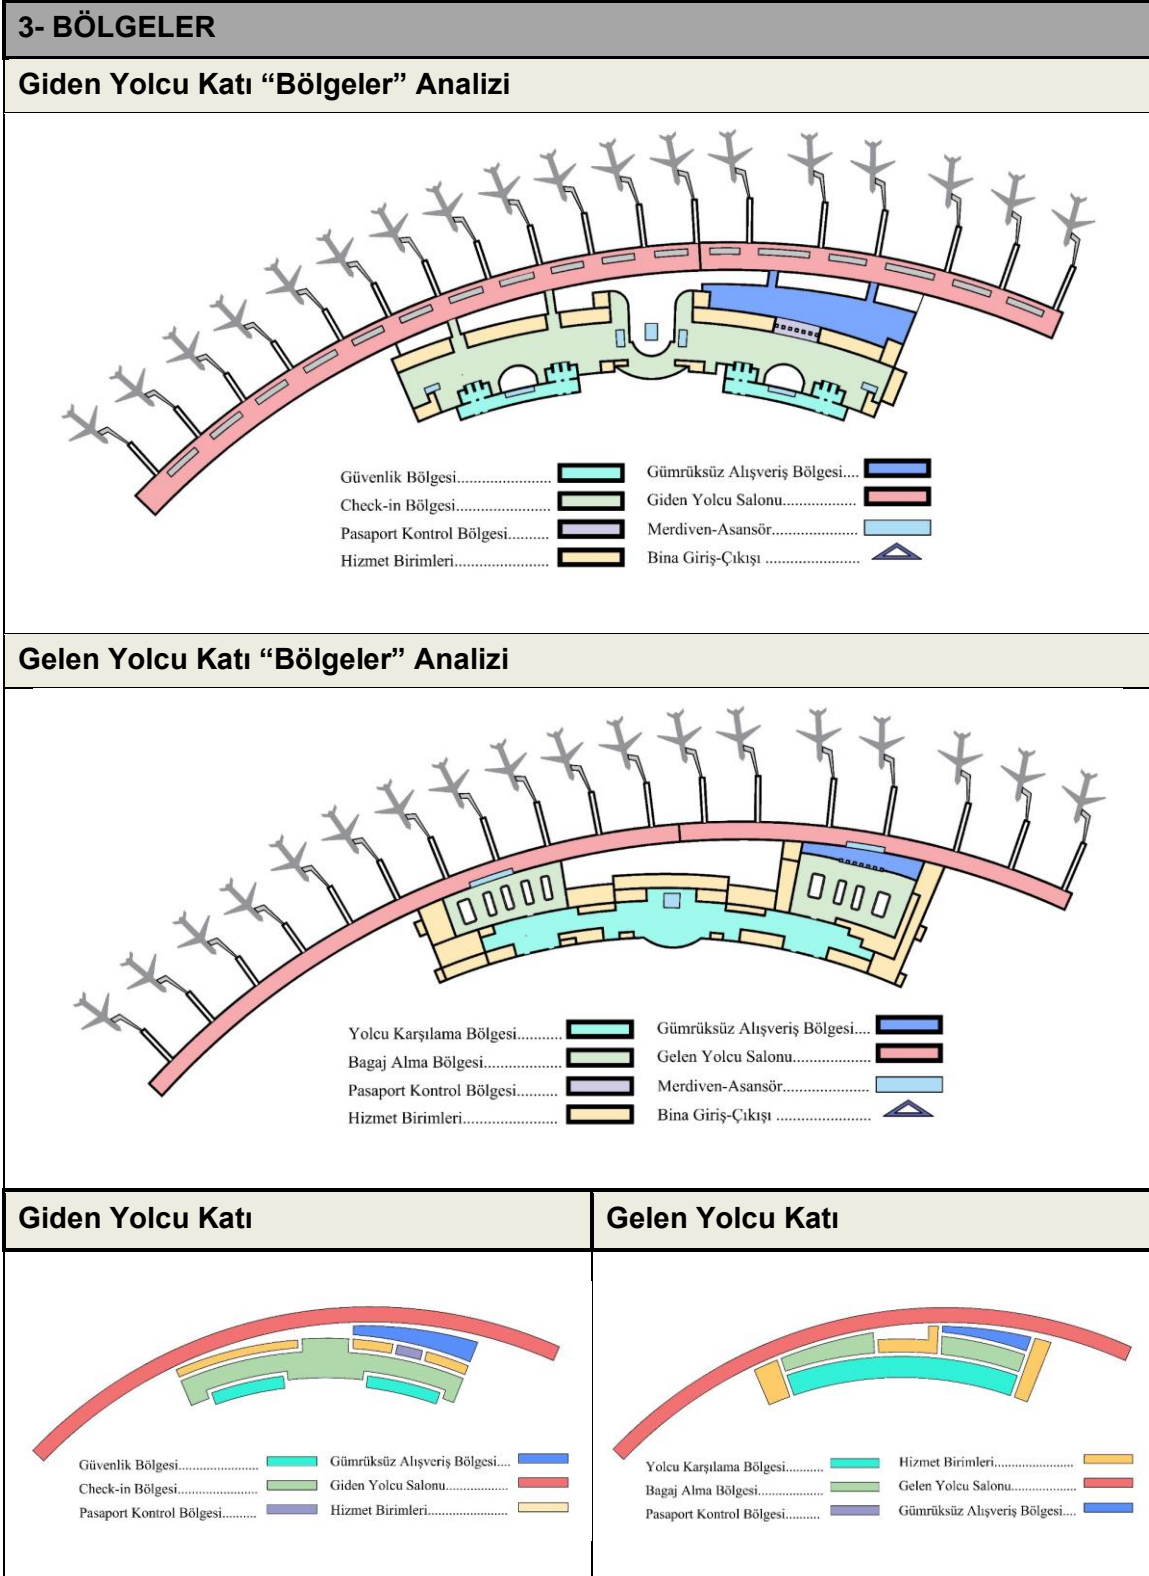 3- BÖLGELER
Giden Yolcu Katı “Bölgeler” Analizi
Güvenlik Bölgesi........................
Check-in Bölgesi........................
Pasaport Kontrol Bölgesi..........
Hizmet Birimleri........................
Gümrüksüz Alışveriş Bölgesi....
Giden Yolcu Salonu...................
Merdiven-Asansör......................
Bina Giriş-Çıkışı ........................
Gelen Yolcu Katı “Bölgeler” Analizi
Yolcu Karşılama Bölgesi...........
Bagaj Alma Bölgesi...................
Pasaport Kontrol Bölgesi..........
Hizmet Birimleri........................
Gümrüksüz Alışveriş Bölgesi....
Gelen Yolcu Salonu....................
Merdiven-Asansör......................
Bina Giriş-Çıkışı ........................
Giden Yolcu Katı
Gelen Yolcu Katı
Güvenlik Bölgesi........................
Check-in Bölgesi........................
Pasaport Kontrol Bölgesi..........
Gümrüksüz Alışveriş Bölgesi....
Giden Yolcu Salonu...................
Hizmet Birimleri........................
Yolcu Karşılama Bölgesi...........
Bagaj Alma Bölgesi....................
Pasaport Kontrol Bölgesi..........
Hizmet Birimleri........................
Gelen Yolcu Salonu....................
Gümrüksüz Alışveriş Bölgesi....